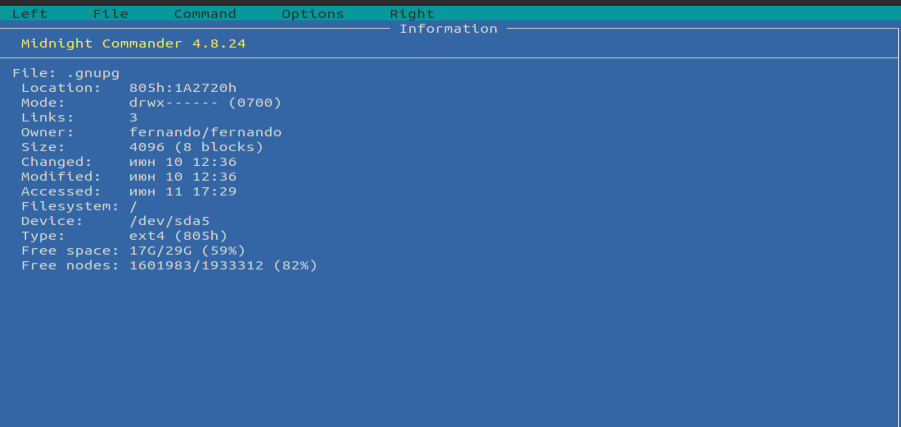 Left File Command Options Right
Information
Midnight Commander 4.8.24
File: .gnupg
Location: 805h:1A2720h
Mode: drwx------ (0700)
Links: 3
Owner: fernando/fernando
Size: 4096 (8 blocks)
Changed: июн 10 12:36
Modified: июн 10 12:36
Accessed: июн 11 17:29
Filesystem: /
Device: /dev/sda5
Type: ext4 (805h)
Free space: 17G/29G (59%)
Free nodes: 1601983/1933312 (82%)